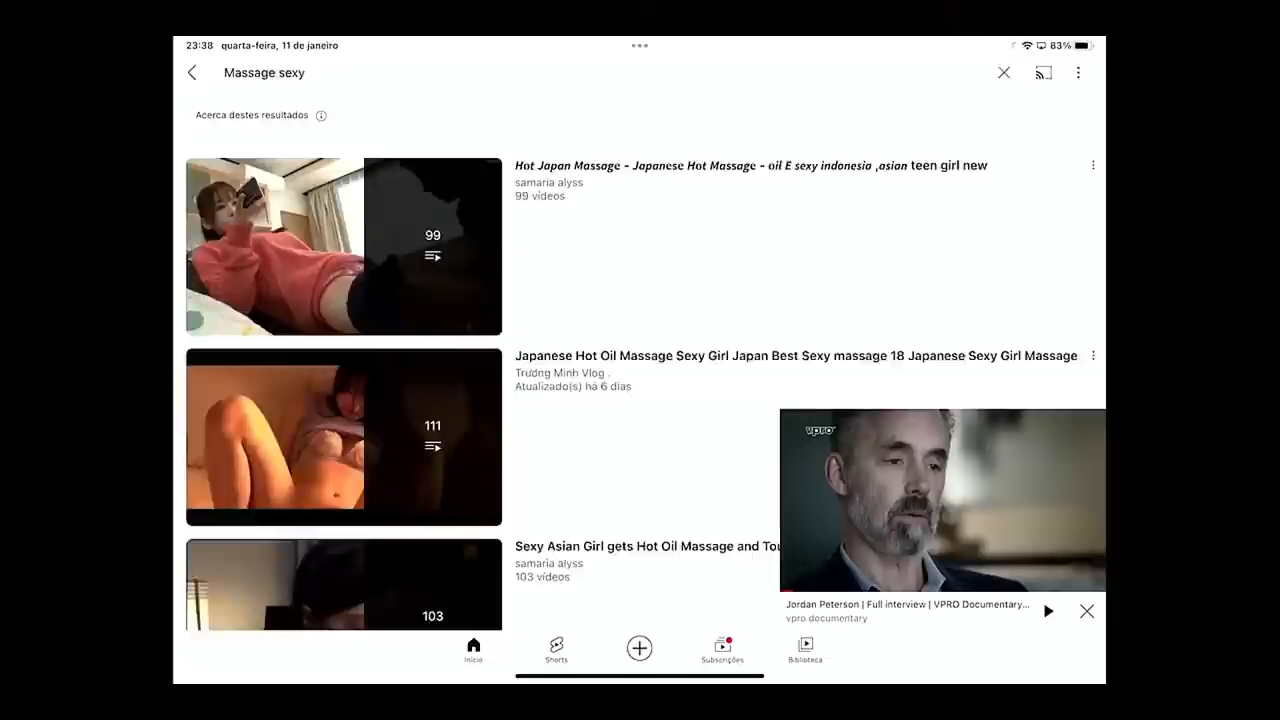 23:38 quarta-feira, 11 de janeiro
83%
Massage sexy
Acerca destes resultados
99
Hot Japan Massage - Japanese Hot Massage - oil E sexy indonesia ,asian teen girl new
samaria alyss
99 vídeos
111
Japanese Hot Oil Massage Sexy Girl Japan Best Sexy massage 18 Japanese Sexy Girl Massage
Trương Minh Vlog .
Atualizado(s) há 6 dias
vpro
103
Sexy Asian Girl gets Hot Oil Massage and
samaria alyss
103 vídeos
Jordan Peterson | Full interview | VPRO Documentary...
vpro documentary
Início
Shorts
Subscrições
Biblioteca